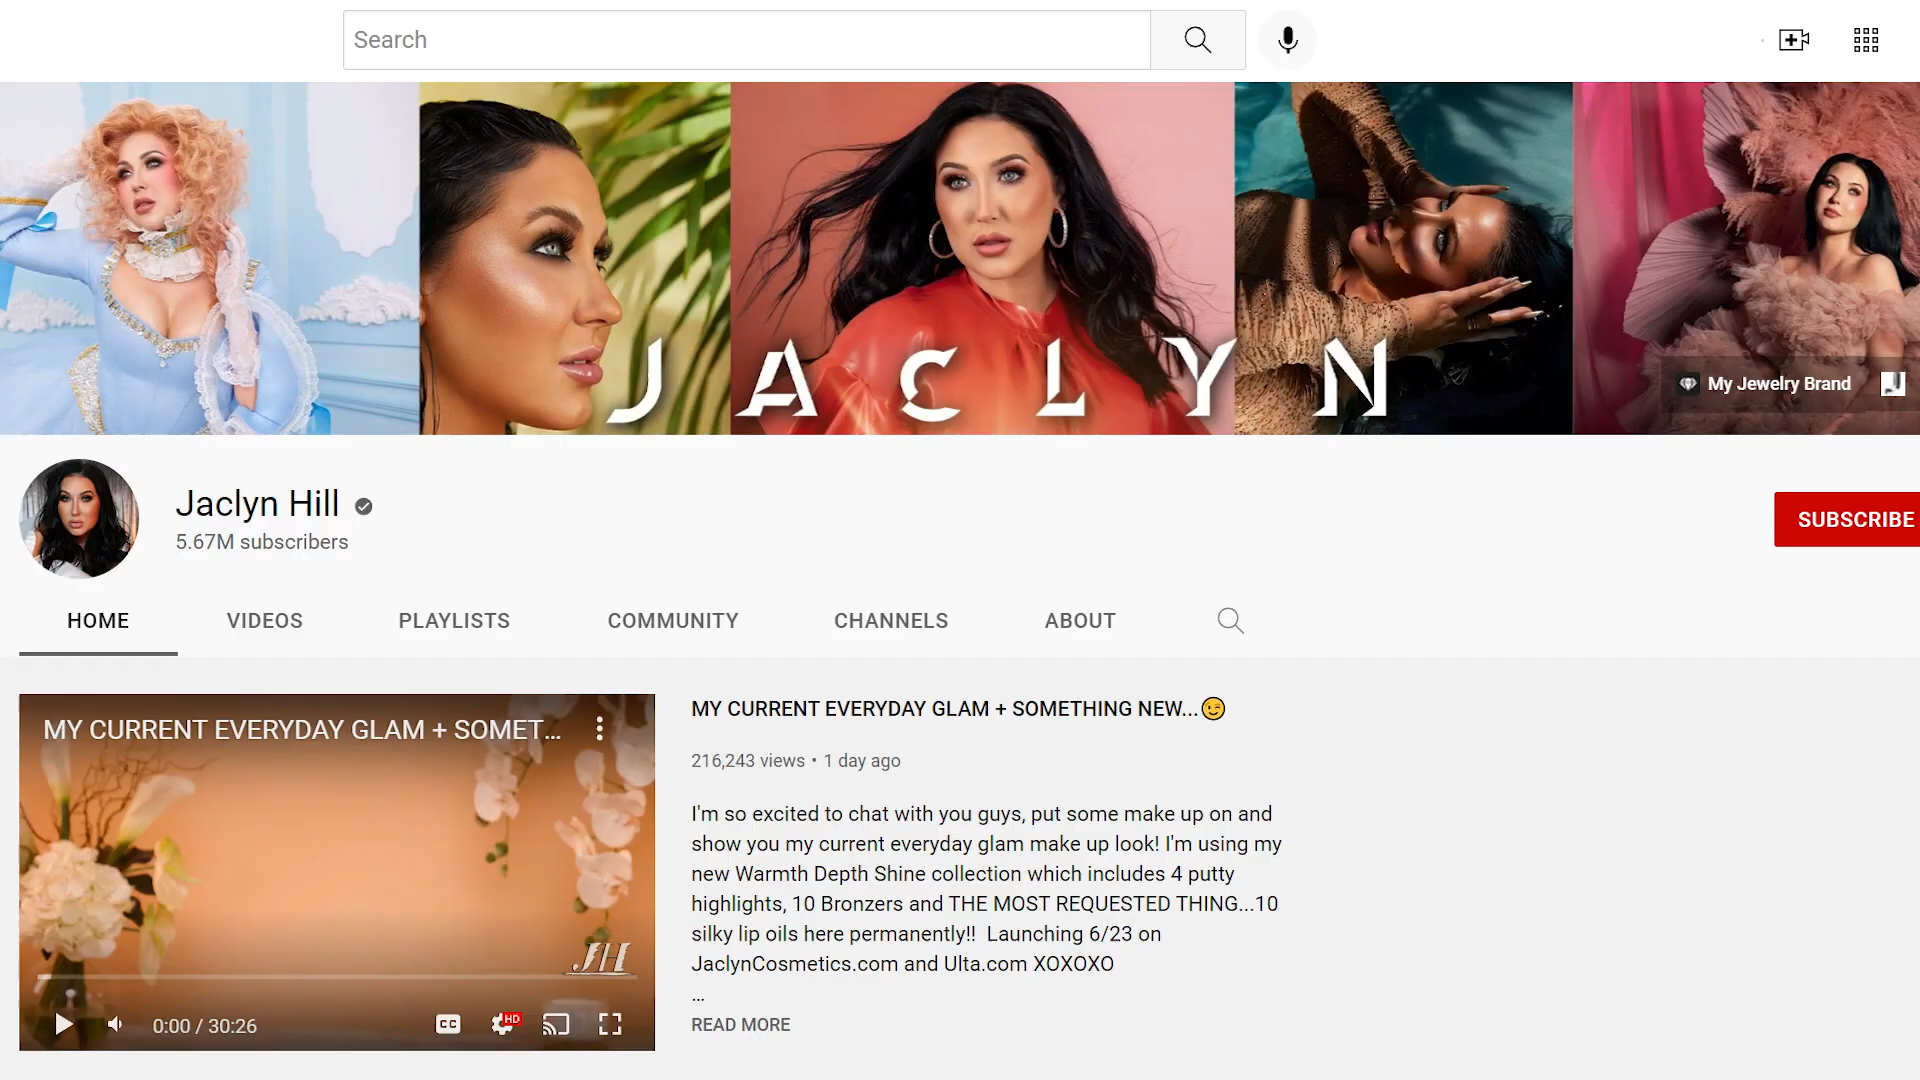 Search
JACLYN
My Jewelry Brand
Jaclyn Hill
5.67M subscribers
SUBSCRIBE
HOME VIDEOS PLAYLISTS COMMUNITY CHANNELS ABOUT
MY CURRENT EVERYDAY GLAM + SOMET...
JH
0:00 / 30:26
CC
HD
MY CURRENT EVERYDAY GLAM + SOMETHING NEW...😉
216,243 views • 1 day ago
I'm so excited to chat with you guys, put some make up on and
show you my current everyday glam make up look! I'm using my
new Warmth Depth Shine collection which includes 4 putty
highlights, 10 Bronzers and THE MOST REQUESTED THING...10
silky lip oils here permanently!! Launching 6/23 on
JaclynCosmetics.com and Ulta.com XOXOXO
...
READ MORE